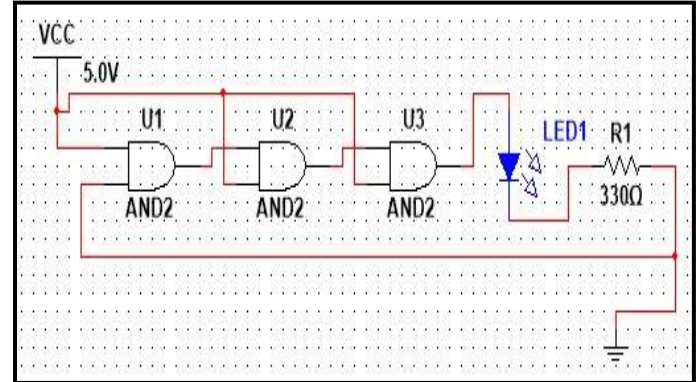 VCC
5.0V
U1
U2
U3
LED1
R1
AND2
AND2
AND2
330Ω